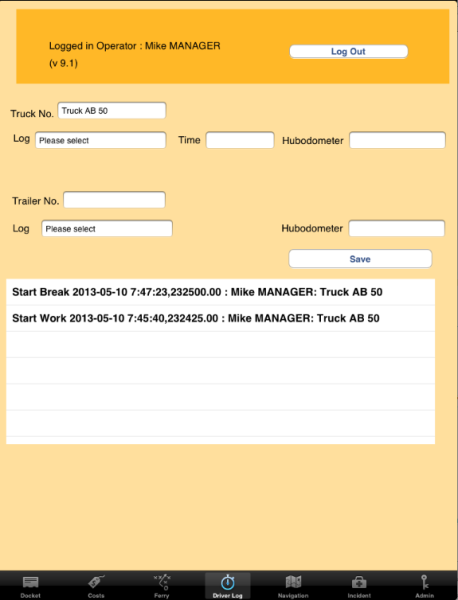 Logged in Operator : Mike MANAGER
(v 9.1)
Log Out
Truck No. Truck AB 50
Log Please select Time Hubodometer
Trailer No.
Log Please select Hubodometer
Save
Start Break 2013-05-10 7:47:23,232500.00 : Mike MANAGER: Truck AB 50
Start Work 2013-05-10 7:45:40,232425.00 : Mike MANAGER: Truck AB 50
Docket Costs Ferry Driver Log Navigation Incident Admin